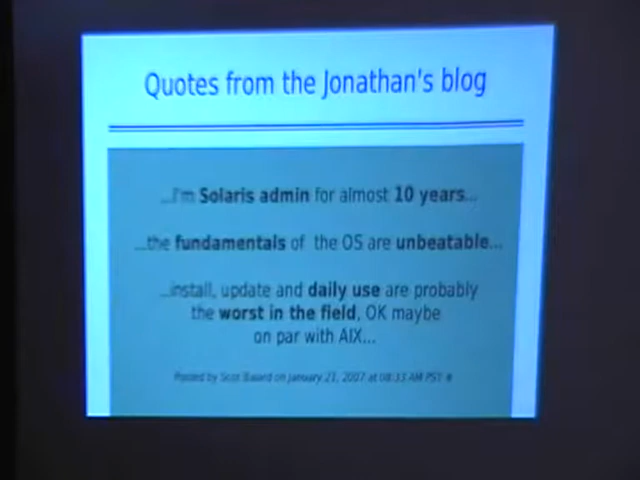 Quotes from the Jonathan's blog
...I'm Solaris admin for almost 10 years...
...the fundamentals of the OS are unbeatable...
...install, update and daily use are probably
the worst in the field, OK maybe
on par with AIX...
Posted by Scot on January 21, 2007 at 08:33 AM PST #